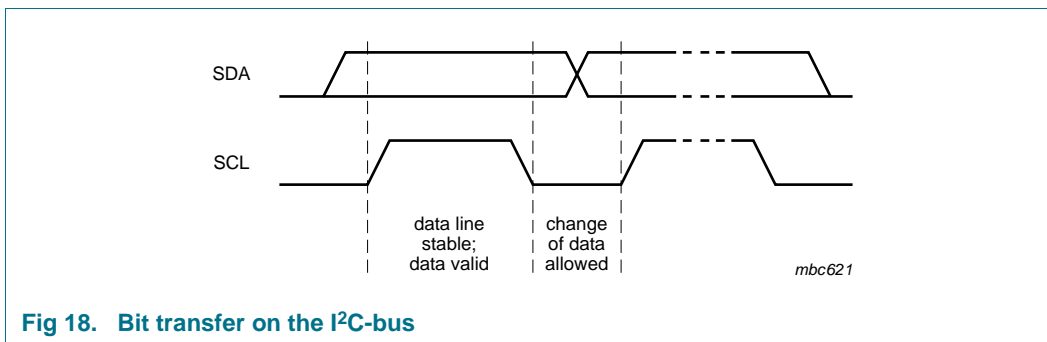 SDA
SCL
data line
stable;
data valid
change
of data
allowed
mbc621
Fig 18. Bit transfer on the I²C-bus